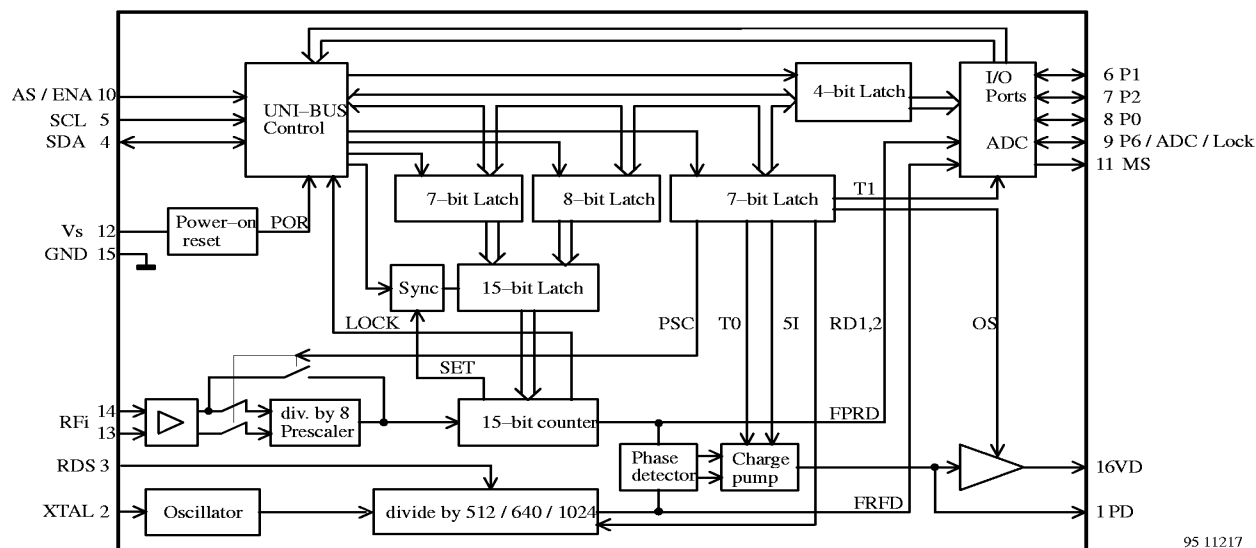 I/O
Ports
ADC
6 P1
7 P2
8 P0
9 P6 / ADC / Lock
11 MS
AS / ENA 10
SCL 5
SDA 4
UNI–BUS
Control
4–bit Latch
7–bit Latch
8–bit Latch
7–bit Latch
T1
Vs 12
GND 15
Power–on
reset
POR
Sync
15–bit Latch
LOCK
PSC
T0
5I
RD1,2
OS
SET
RFi
14
13
div. by 8
Prescaler
15–bit counter
FPRD
RDS 3
Phase
detector
Charge
pump
16VD
XTAL 2
Oscillator
divide by 512 / 640 / 1024
FRFD
1 PD
95 11217